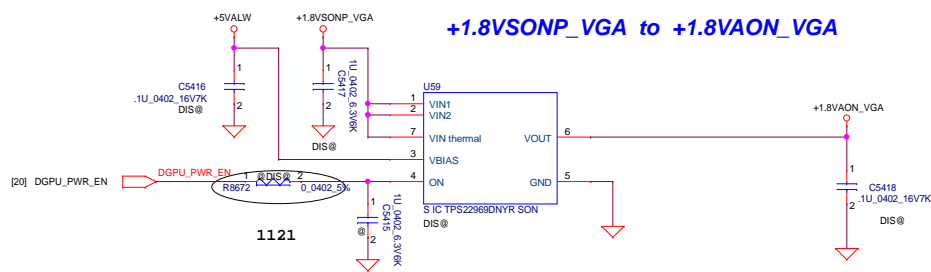 +1.8VSONP_VGA to +1.8VAON_VGA
+5VALW
+1.8VSONP_VGA
1
C5416
.1U_0402_16V7K
2
DIS@
1
1U_0402_6.3V6K
C5417
2
DIS@
U59
1 VIN1
2 VIN2
7 VIN thermal
3 VBIAS
4 ON
VOUT 6
GND 5
S IC TPS22969DNYR SON
DIS@
+1.8VAON_VGA
1
C5418
.1U_0402_16V7K
2
DIS@
[20] DGPU_PWR_EN
DGPU_PWR_EN
1 @DIS@ 2
R8672 0_0402_5%
1
1U_0402_6.3V6K
C5415
@
2
1121